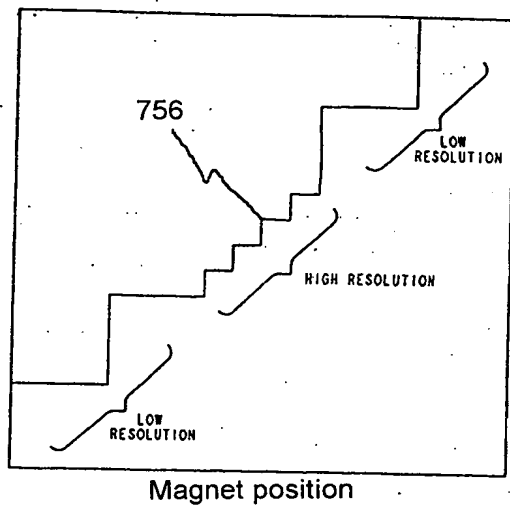 756
LOW
RESOLUTION
HIGH RESOLUTION
LOW
RESOLUTION
Magnet position